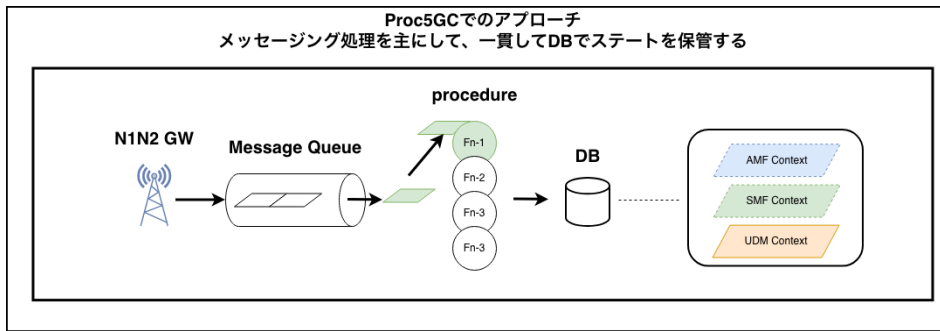 Proc5GCでのアプローチ
メッセージング処理を主にして、一貫してDBでステートを保管する
procedure
N1N2 GW
Message Queue
Fn-1
Fn-2
Fn-3
Fn-3
DB
AMF Context
SMF Context
UDM Context